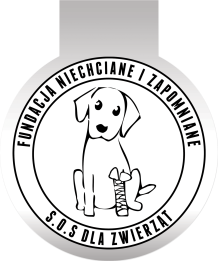 FUNDACJA NIECHCIANE I ZAPOMNIANE
S.O.S DLA ZWIERZĄT